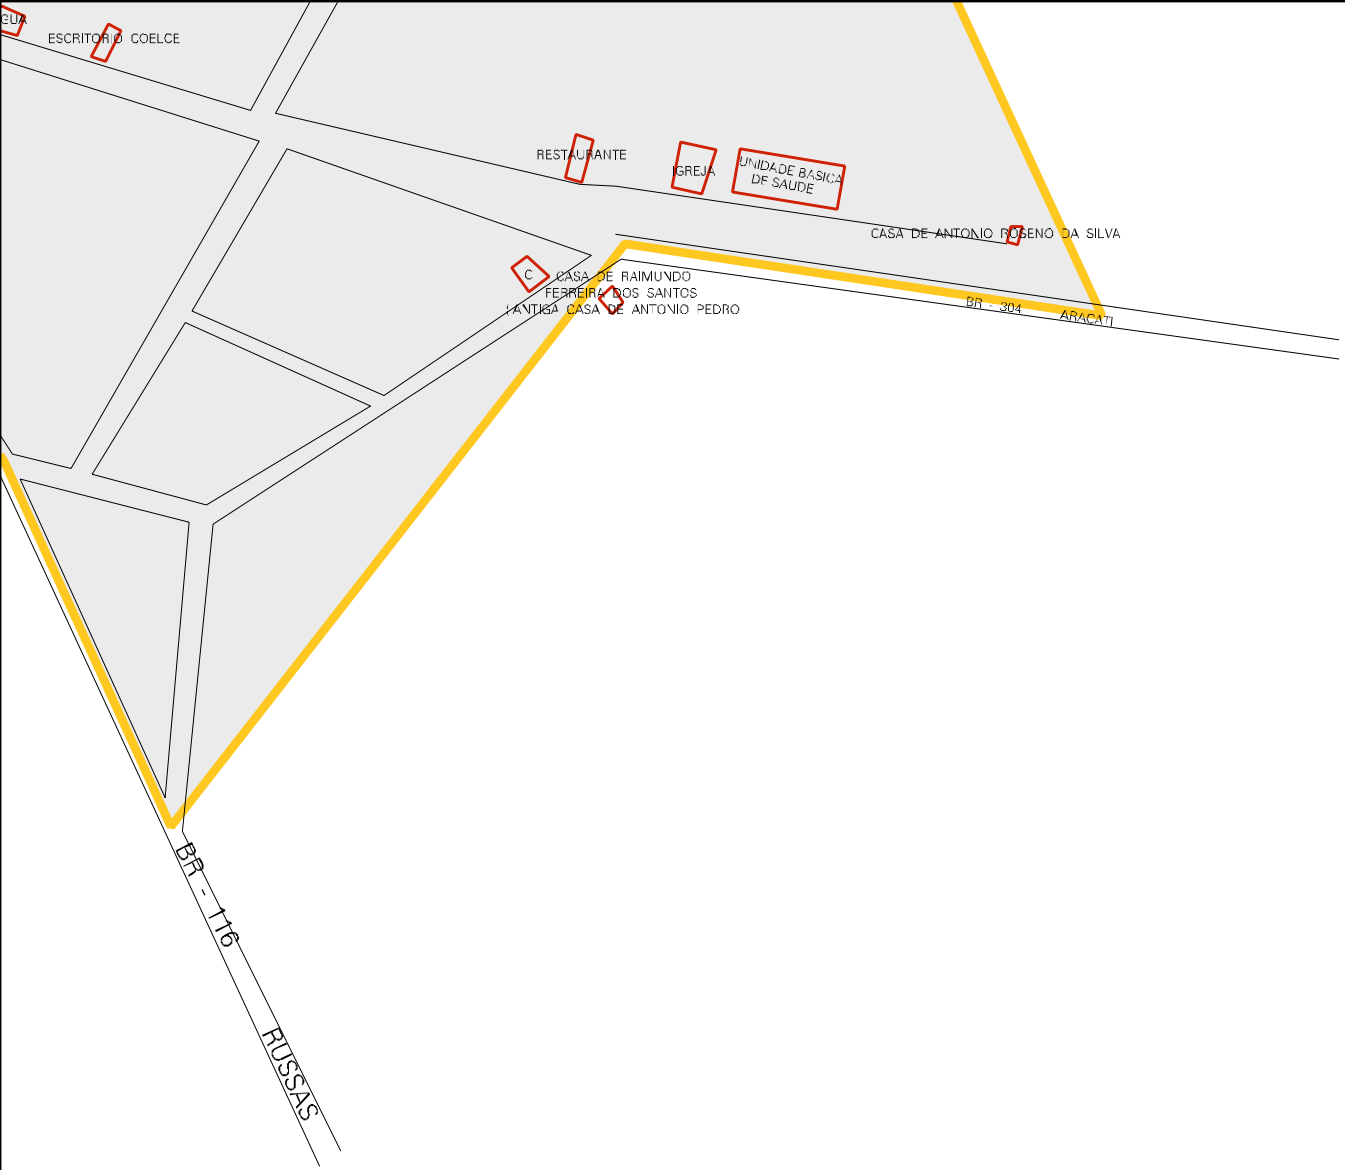 ESCRITORIO COELCE
RESTAURANTE
IGREJA
UNIDADE BASICA
DE SAUDE
CASA DE ANTONIO ROSENO DA SILVA
C
CASA DE RAIMUNDO
FERREIRA DOS SANTOS
(ANTIGA CASA DE ANTONIO PEDRO
BR - 304
ARACATI
BR - 116
RUSSAS